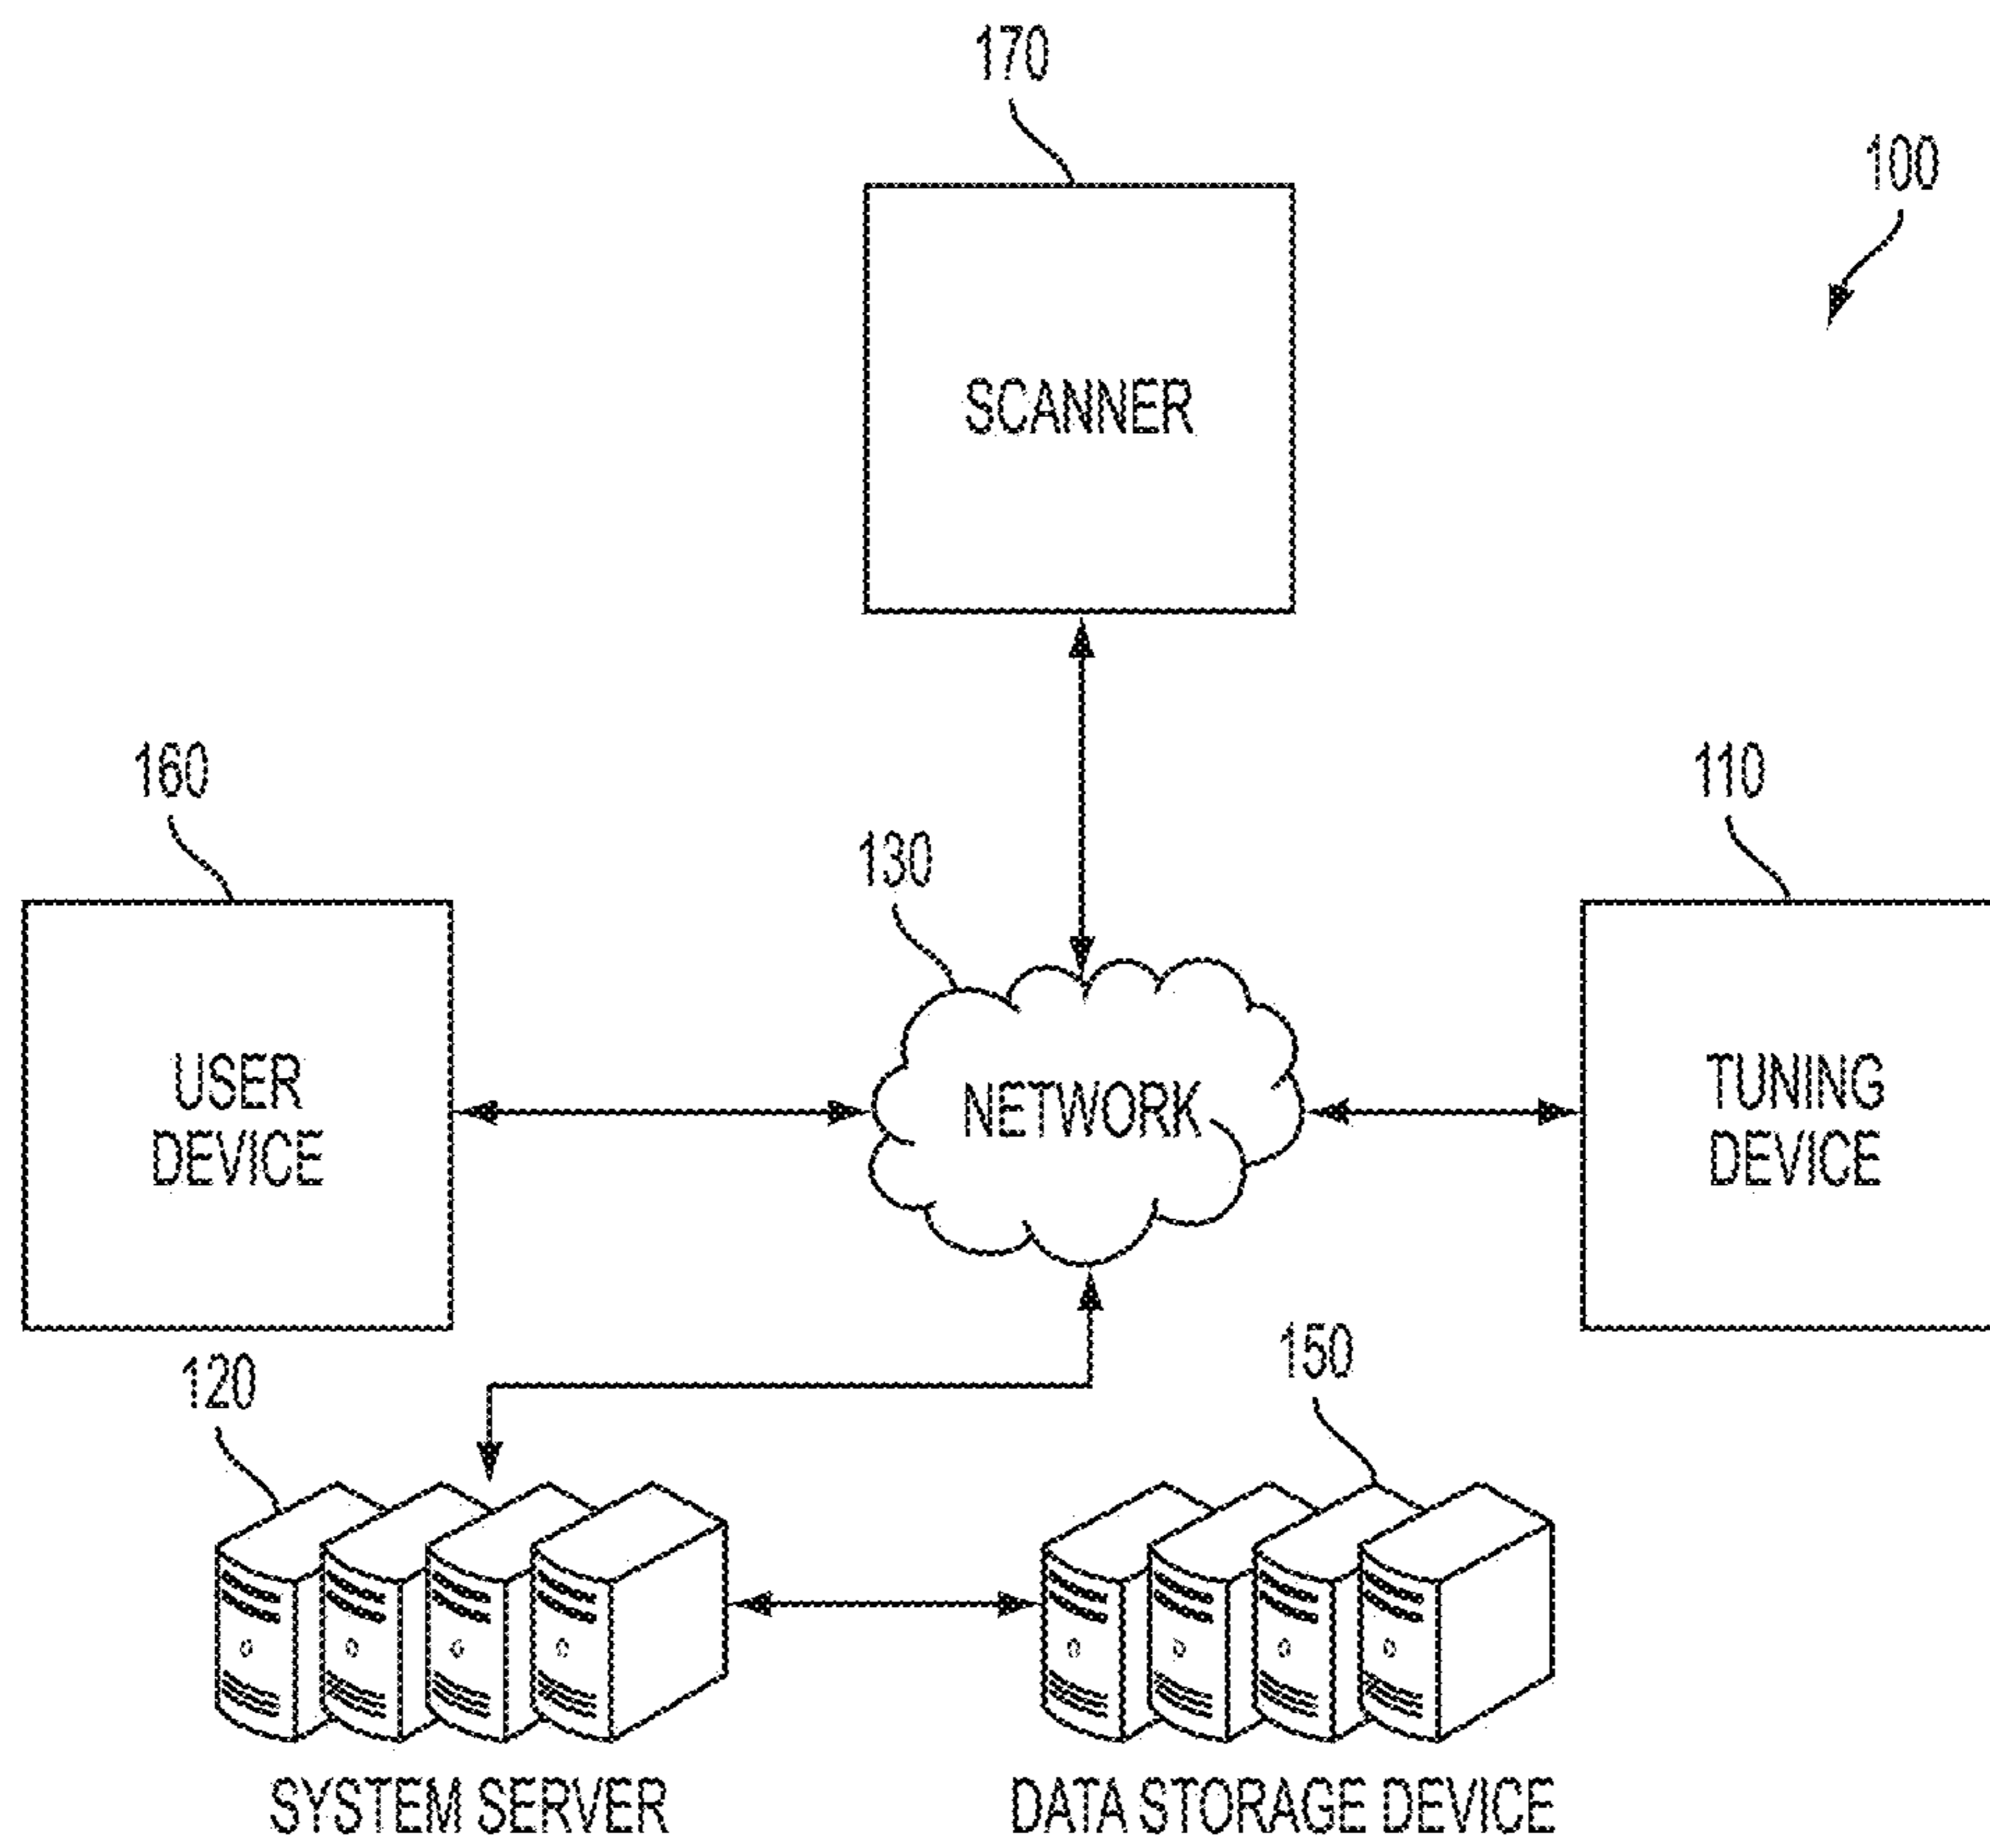 170
100
SCANNER
160
110
130
USER
DEVICE
NETWORK
TUNING
DEVICE
120
150
SYSTEM SERVER
DATA STORAGE DEVICE